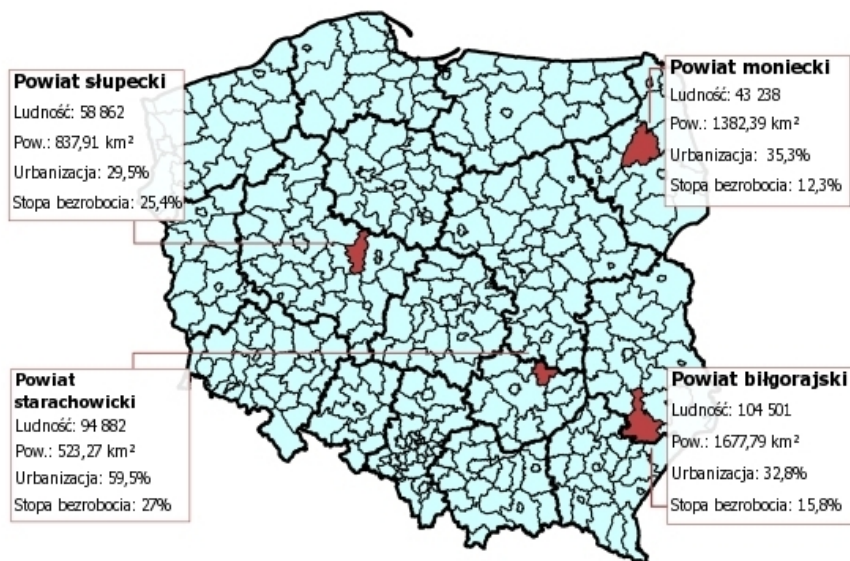 Powiat słupecki
Ludność: 58 862
Pow.: 837,91 km²
Urbanizacja: 29,5%
Stopa bezrobocia: 25,4%
Powiat moniecki
Ludność: 43 238
Pow.: 1382,39 km²
Urbanizacja: 35,3%
Stopa bezrobocia: 12,3%
Powiat
starachowicki
Ludność: 94 882
Pow.: 523,27 km²
Urbanizacja: 59,5%
Stopa bezrobocia: 27%
Powiat biłgorajski
Ludność: 104 501
Pow.: 1677,79 km²
Urbanizacja: 32,8%
Stopa bezrobocia: 15,8%